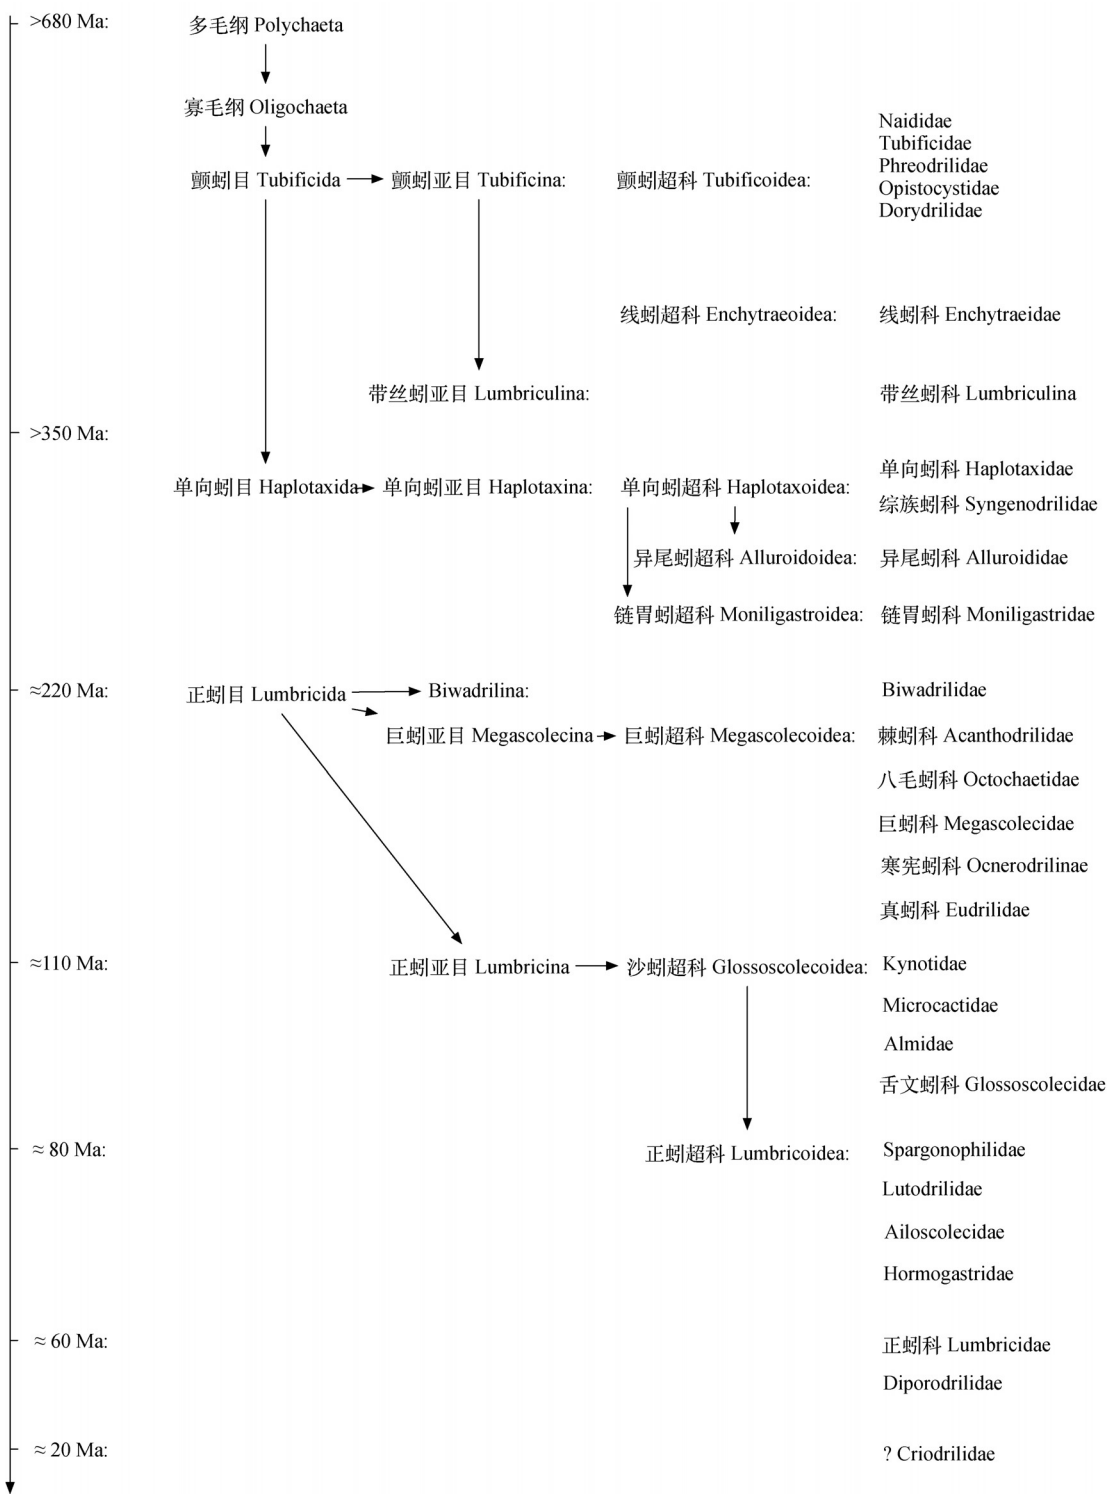 >680 Ma:
多毛纲 Polychaeta
寡毛纲 Oligochaeta
Naididae
Tubificidae
Phreodrilidae
Opistocystidae
Dorydrilidae
颤蚓目 Tubificida
颤蚓亚目 Tubificina:
颤蚓超科 Tubificoidea:
线蚓超科 Enchytraeoidea:
线蚓科 Enchytraeidae
带丝蚓亚目 Lumbriculina:
带丝蚓科 Lumbriculina
>350 Ma:
单向蚓目 Haplotaxida
单向蚓亚目 Haplotaxina:
单向蚓超科 Haplotaxoidea:
单向蚓科 Haplotaxidae
综族蚓科 Syngenodrilidae
异尾蚓超科 Alluroidoidea:
异尾蚓科 Alluroididae
链胃蚓超科 Moniligastroidea:
链胃蚓科 Moniligastridae
≈220 Ma:
正蚓目 Lumbricida
Biwadrilina:
Biwadrilidae
巨蚓亚目 Megascolecina
巨蚓超科 Megascolecoidea:
棘蚓科 Acanthodrilidae
八毛蚓科 Octochaetidae
巨蚓科 Megascolecidae
寒宪蚓科 Ocnerodrilinae
真蚓科 Eudrilidae
≈110 Ma:
正蚓亚目 Lumbricina
沙蚓超科 Glossoscolecoidea:
Kynotidae
Microcactidae
Almidae
舌文蚓科 Glossoscolecidae
≈ 80 Ma:
正蚓超科 Lumbricoidea:
Spargonophilidae
Lutodrilidae
Ailoscolecidae
Hormogastridae
≈ 60 Ma:
正蚓科 Lumbricidae
Diporodrilidae
≈ 20 Ma:
? Criodrilidae